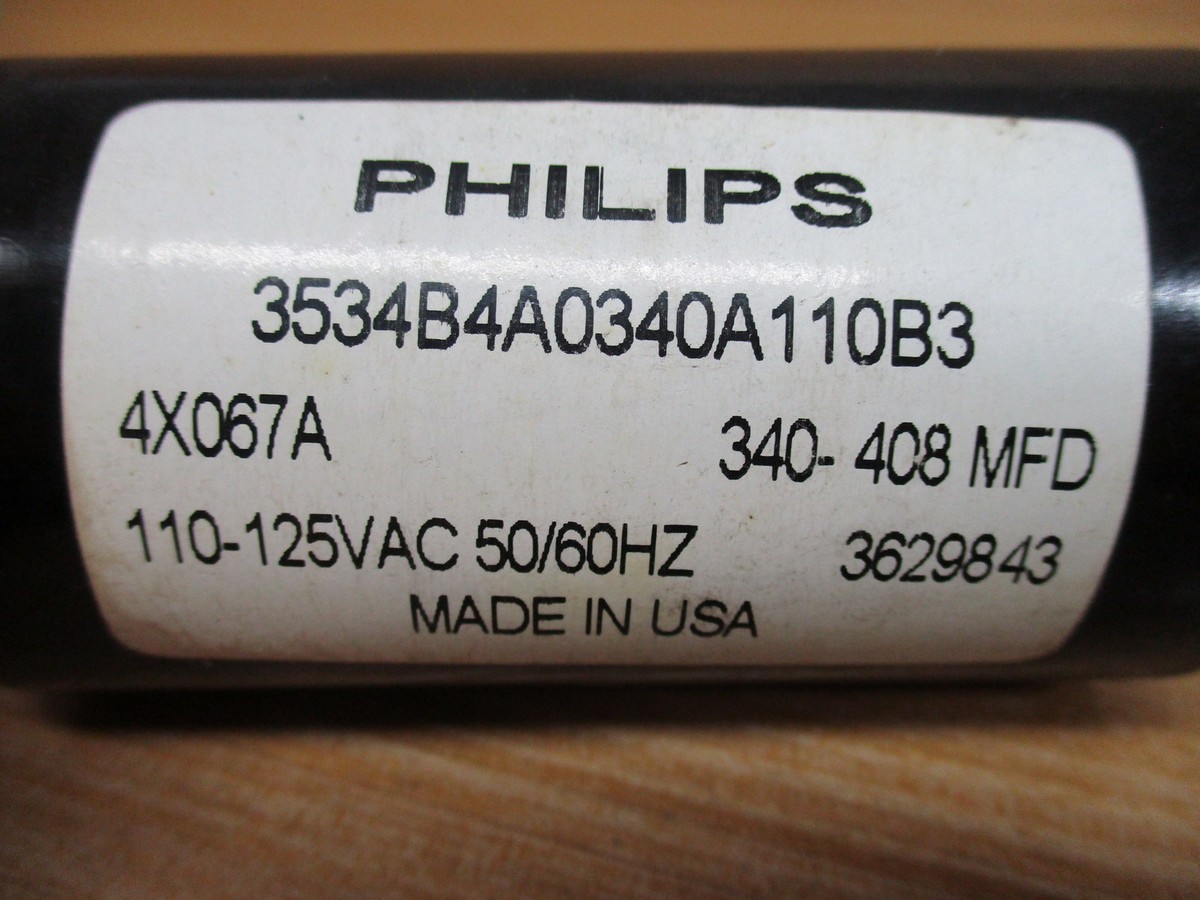 PHILIPS
3534B4A0340A110B3
4X067A 340- 408 MFD
110-125VAC 50/60HZ 3629843
MADE IN USA